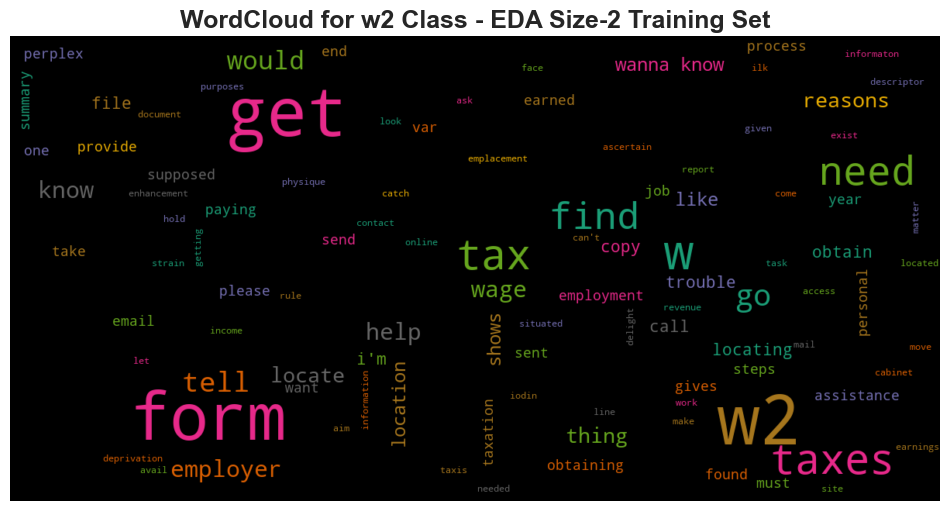 WordCloud for w2 Class - EDA Size-2 Training Set
perplex
would
end
wanna know
process
informaton
face
ilk
descriptor
summary
purposes
file
document
get
ask
earned
reasons
look
var
given
exist
one
provide
emplacement
ascertain
report
need
supposed
know
enhancement
physique
catch
job
like
come
year
matter
paying
hold
contact
find
getting
send
online
can't
copy
w
task
obtain
located
take
strain
tax
trouble
please
rule
wage
employment
go
access
personal
revenue
email
income
help
shows
situated
delight
call
mail
move
let
i'm
sent
locating
steps
cabinet
tell
locate
want
information
location
gives
assistance
work
form
aim
taxation
iodin
line
thing
make
w2
earnings
deprivation
avail
employer
taxis
obtaining
found
taxes
needed
must
site